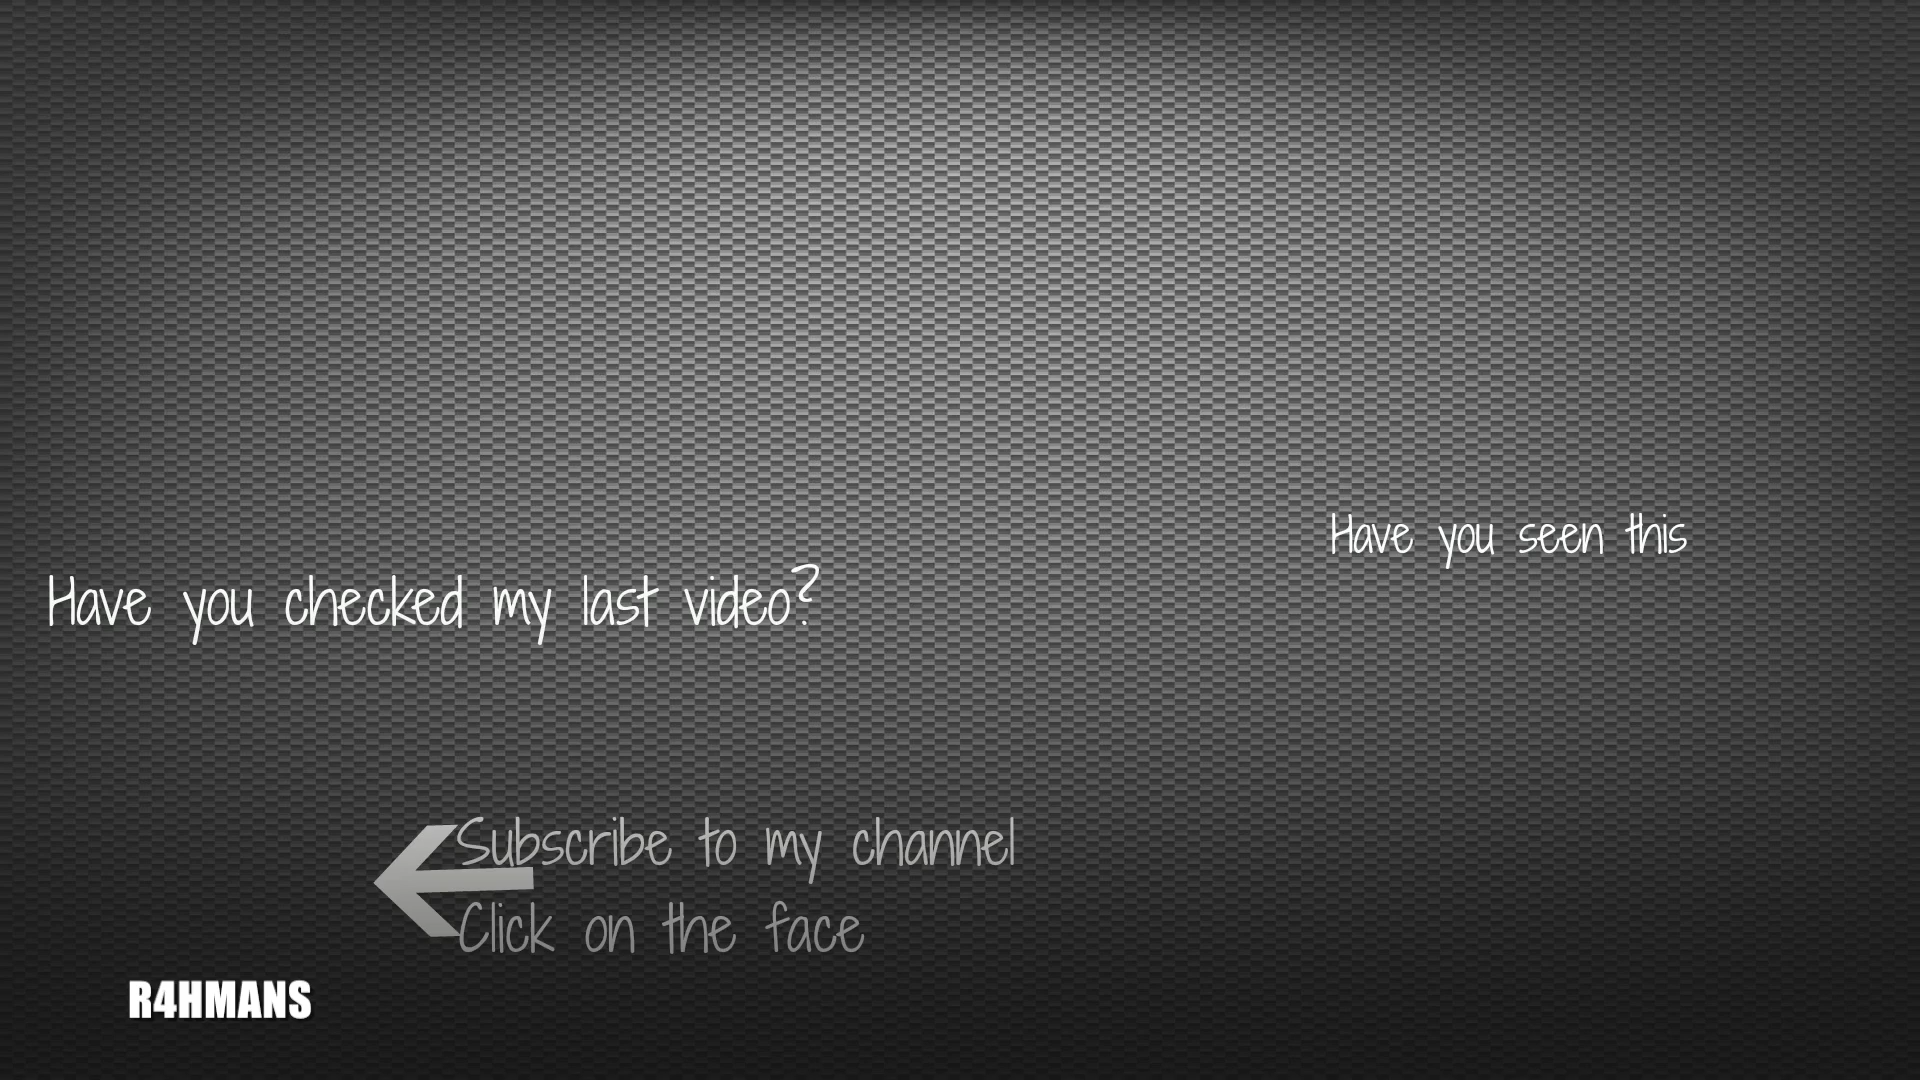 Have you seen this
Have you checked my last video?
Subscribe to my channel
Click on the face
R4HMANS